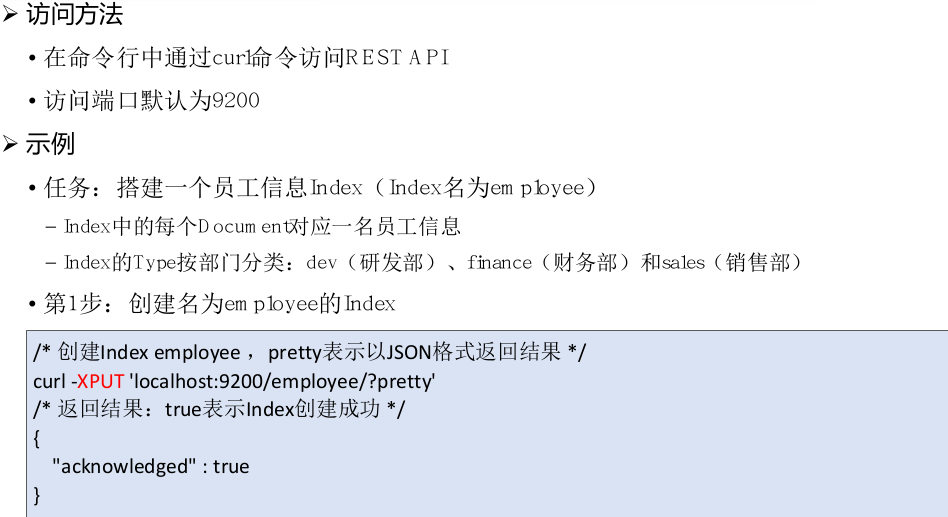 ➢ 访问方法
• 在命令行中通过curl命令访问REST API
• 访问端口默认为9200
➢ 示例
• 任务：搭建一个员工信息Index（Index名为employee）
– Index中的每个Document对应一名员工信息
– Index的Type按部门分类：dev（研发部）、finance（财务部）和sales（销售部）
• 第1步：创建名为employee的Index
/* 创建Index employee ，pretty表示以JSON格式返回结果 */
curl -XPUT 'localhost:9200/employee/?pretty'
/* 返回结果：true表示Index创建成功 */
{
"acknowledged" : true
}